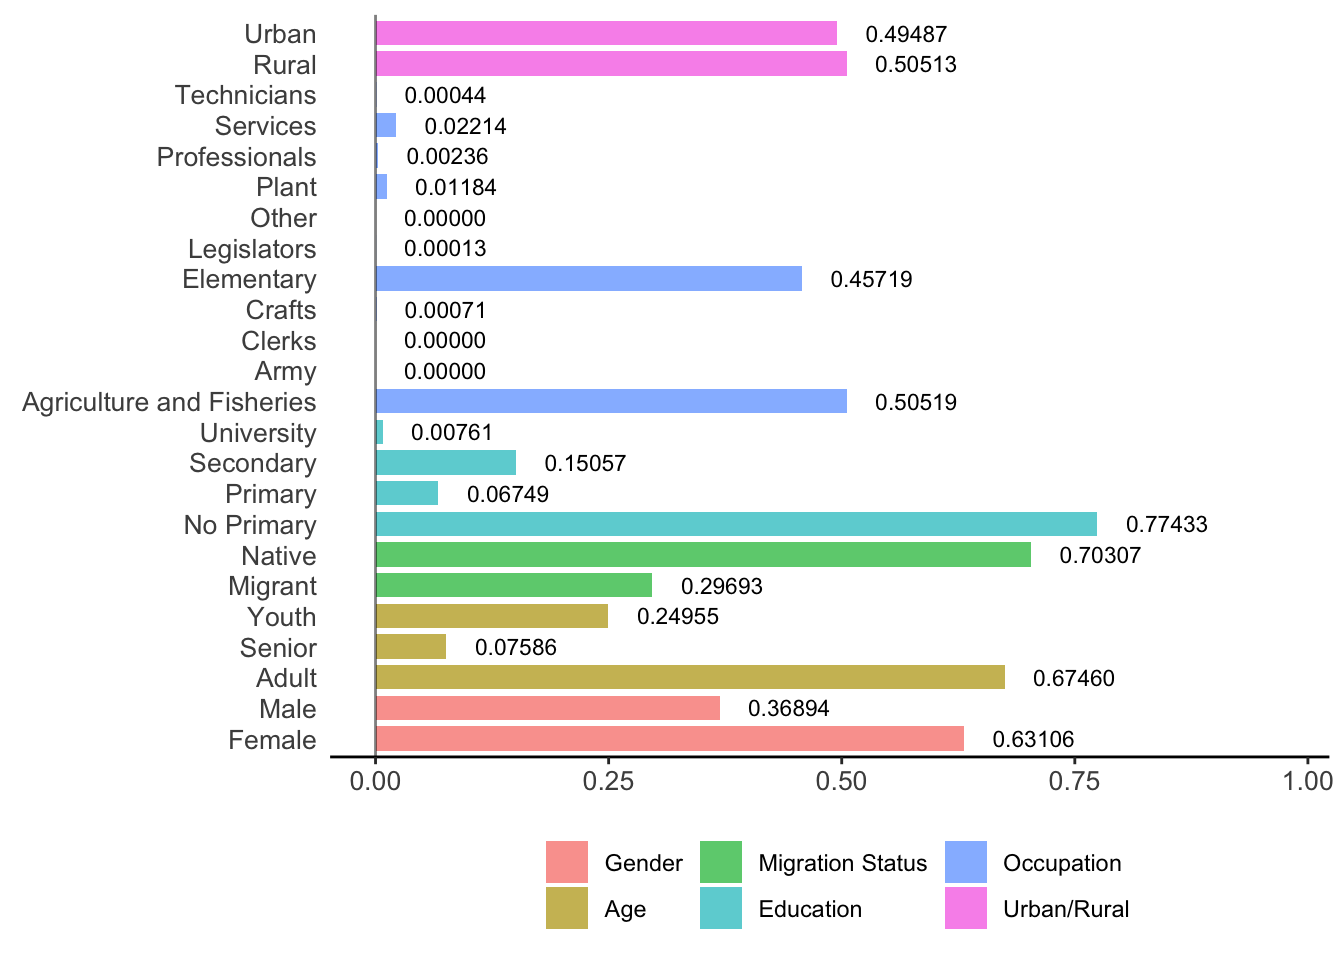 Urban 0.49487
Rural 0.50513
Technicians 0.00044
Services 0.02214
Professionals 0.00236
Plant 0.01184
Other 0.00000
Legislators 0.00013
Elementary 0.45719
Crafts 0.00071
Clerks 0.00000
Army 0.00000
Agriculture and Fisheries 0.50519
University 0.00761
Secondary 0.15057
Primary 0.06749
No Primary 0.77433
Native 0.70307
Migrant 0.29693
Youth 0.24955
Senior 0.07586
Adult 0.67460
Male 0.36894
Female 0.63106
0.00 0.25 0.50 0.75 1.00
Gender Migration Status Occupation
Age Education Urban/Rural